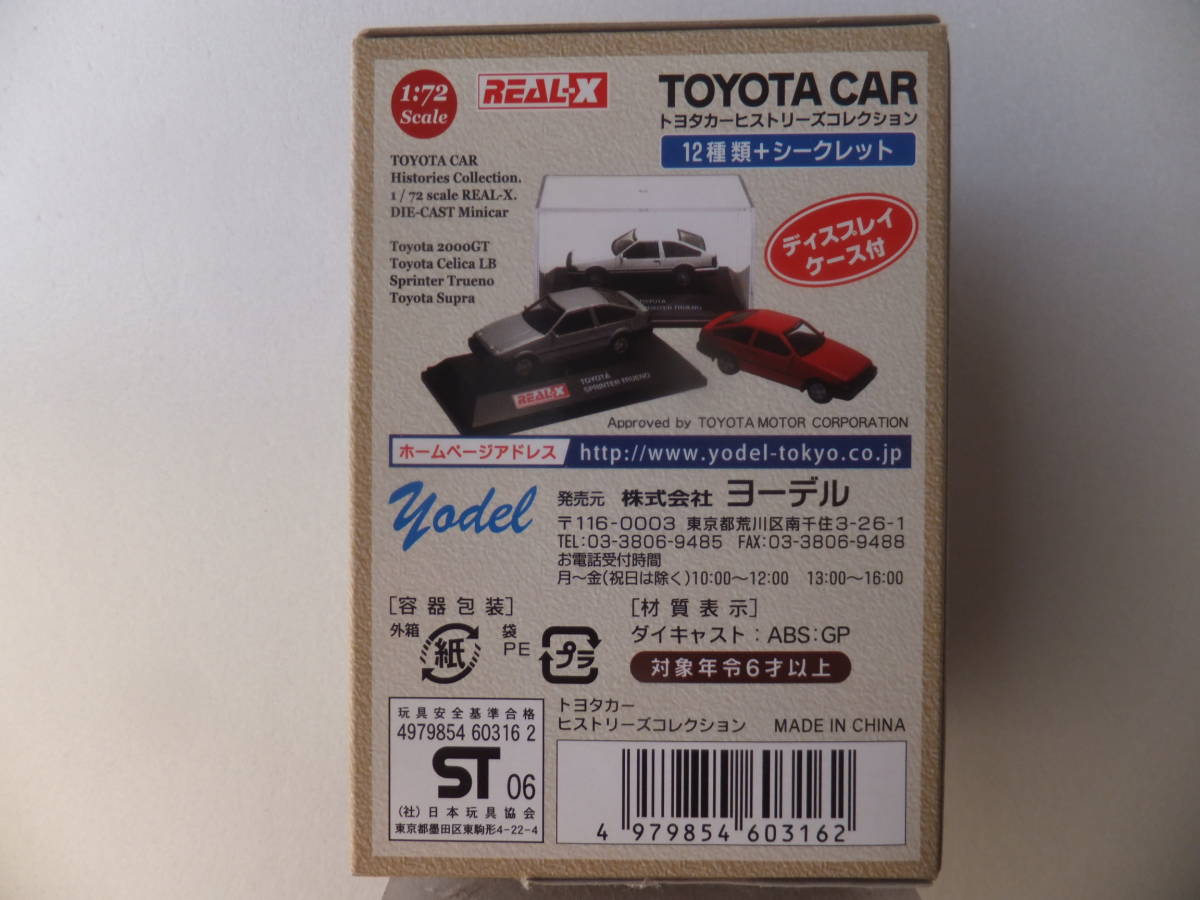 1:72
Scale
REAL-X
TOYOTA CAR
トヨタカーヒストリーズコレクション
12種類+シークレット
TOYOTA CAR
Histories Collection.
1 / 72 scale REAL-X.
DIE-CAST Minicar
Toyota 2000GT
Toyota Celica LB
Sprinter Trueno
Toyota Supra
ディスプレイ
ケース付
TOYOTA
SPRINTER TRUENO
REAL-X
TOYOTA
SPRINTER TRUENO
Approved by TOYOTA MOTOR CORPORATION
ホームページアドレス http://www.yodel-tokyo.co.jp
yodel
発売元 株式会社 ヨーデル
〒116-0003 東京都荒川区南千住3-26-1
TEL:03-3806-9485 FAX:03-3806-9488
お電話受付時間
月～金(祝日は除く)10:00～12:00 13:00～16:00
[容器包装]
外箱 紙 袋 PE プラ
[材質表示]
ダイキャスト:ABS:GP
対象年令6才以上
玩具安全基準合格
4979854 60316 2
ST 06
(社)日本玩具協会
東京都墨田区東駒形4-22-4
トヨタカー
ヒストリーズコレクション MADE IN CHINA
4 979854 603162